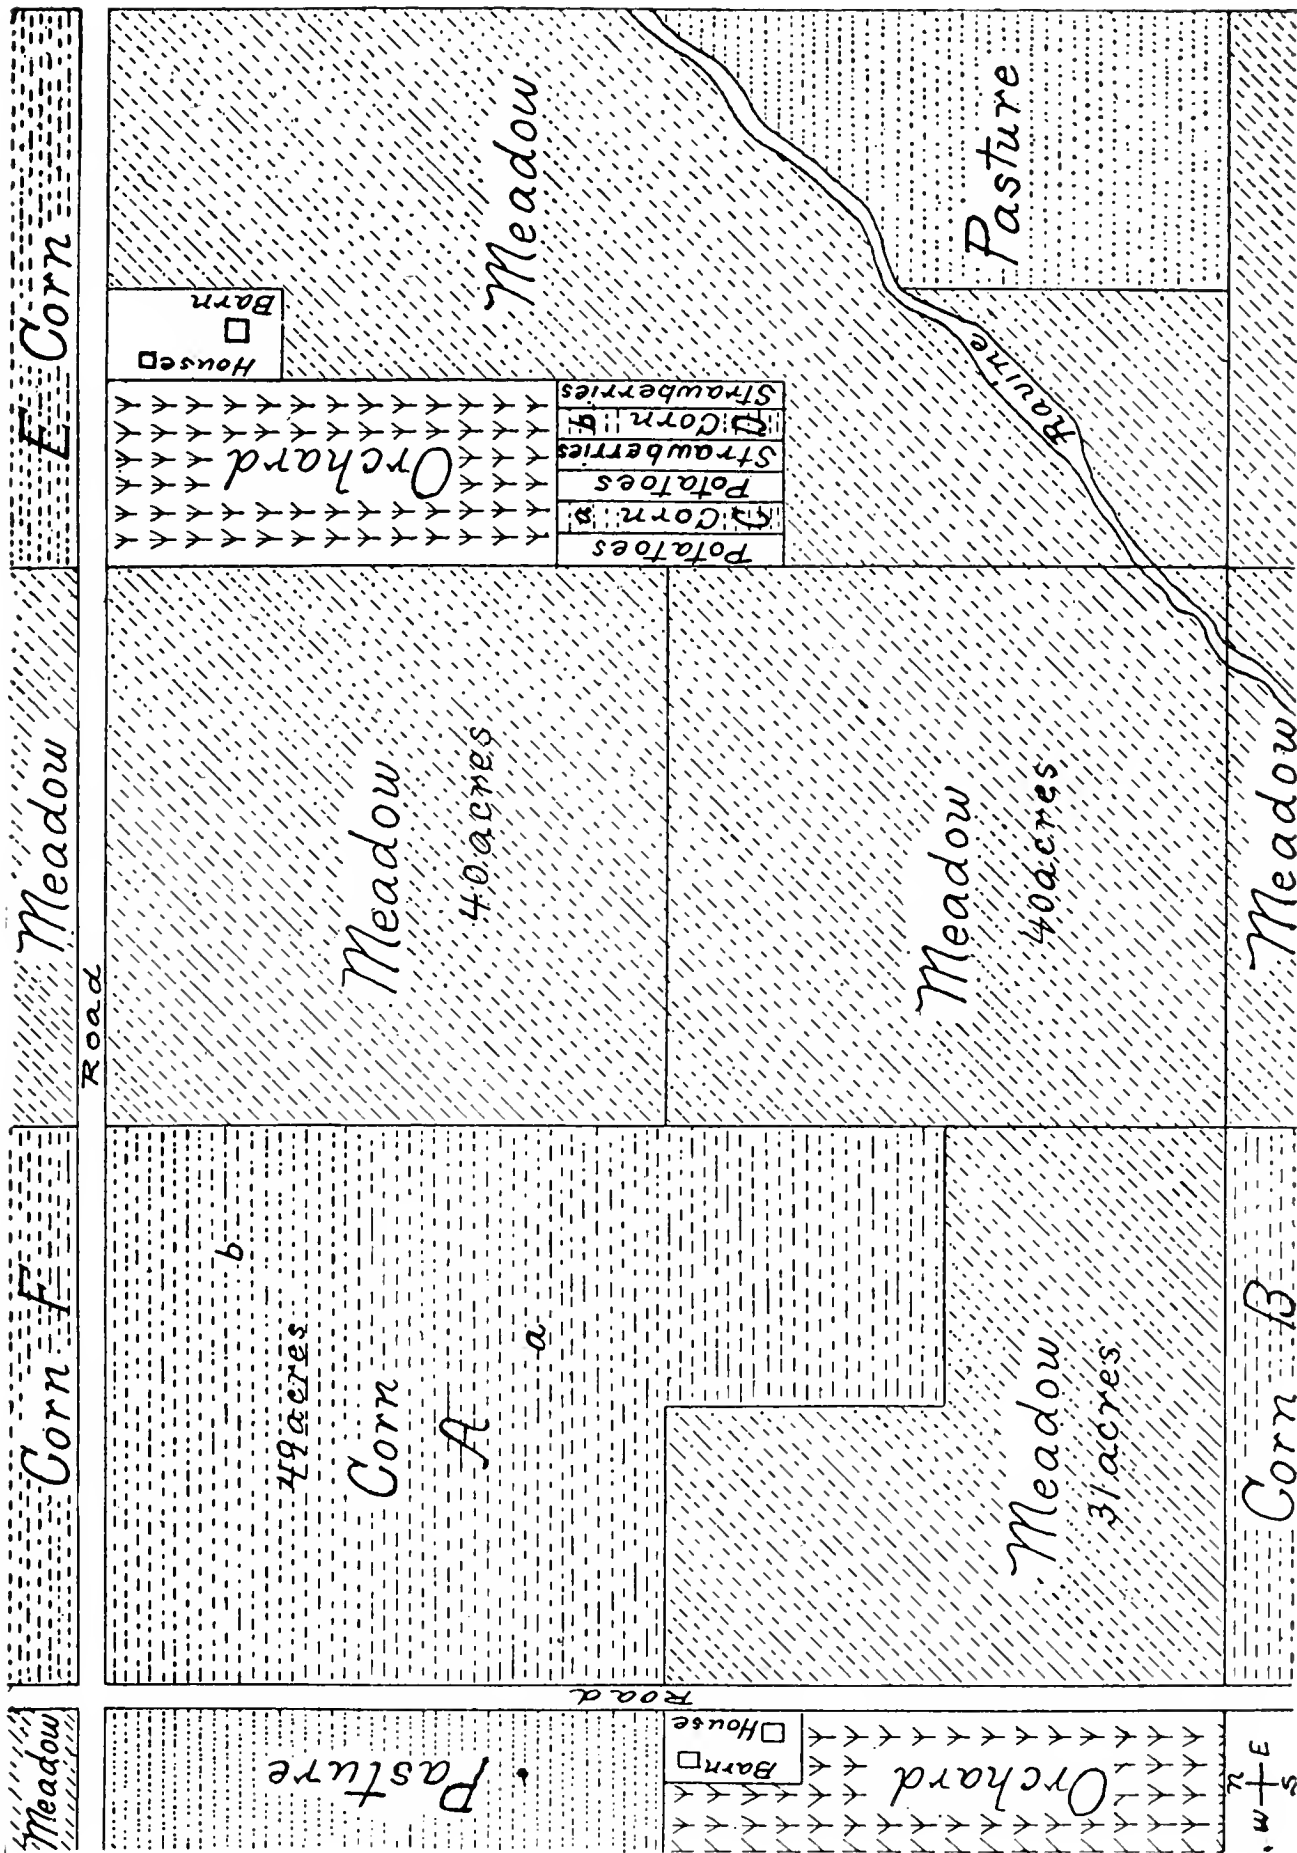 E Corn
Meadow
Pasture
Barn
House
Orchard
Strawberries
b Corn
Strawberries
Potatoes
a Corn
Potatoes
Ravine
Meadow
Road
Meadow
40 acres
Meadow
40 acres
Meadow
Corn F
b
49 acres
Corn
A
a
Meadow
31 acres
Corn B
Road
Meadow
Pasture
House
Barn
Orchard
n
W E
S